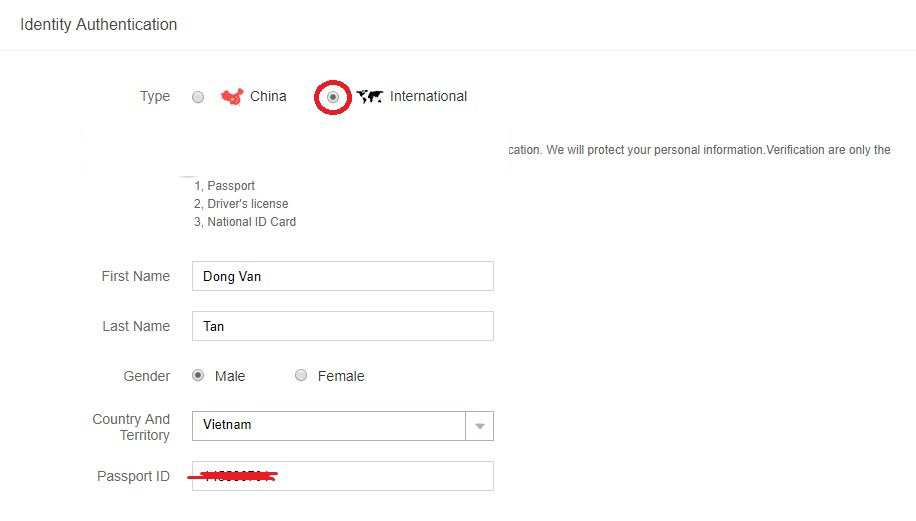 Identity Authentication
Type China International
cation. We will protect your personal information.Verification are only the
1, Passport
2, Driver's license
3, National ID Card
First Name Dong Van
Last Name Tan
Gender Male Female
Country And Territory Vietnam
Passport ID